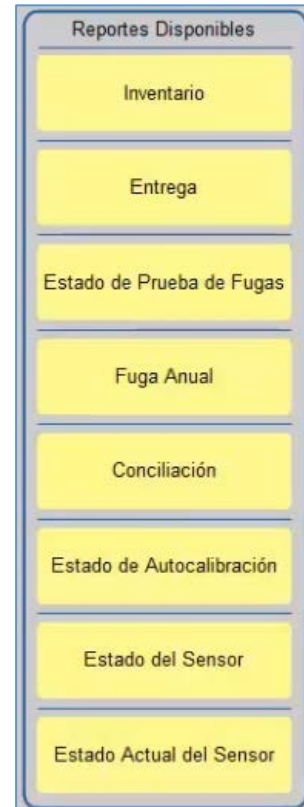 Reportes Disponibles
Inventario
Entrega
Estado de Prueba de Fugas
Fuga Anual
Conciliación
Estado de Autocalibración
Estado del Sensor
Estado Actual del Sensor